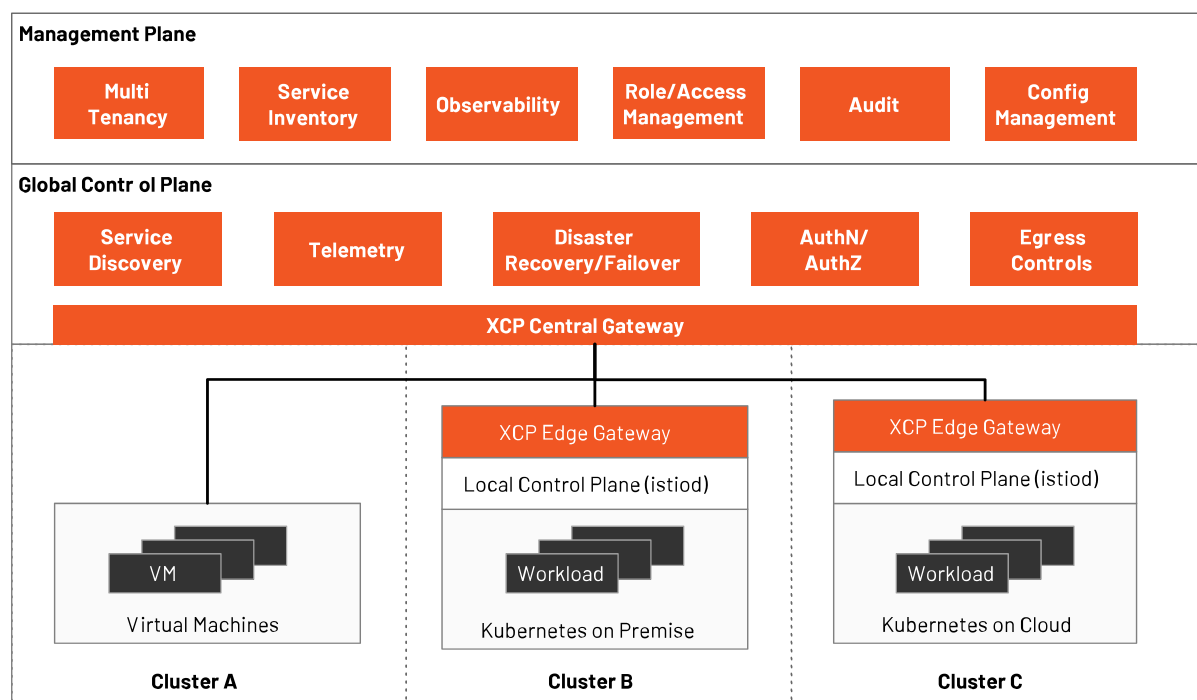 Management Plane
Multi
Tenancy
Service
Inventory
Observability
Role/Access
Management
Audit
Config
Management
Global Contr ol Plane
Service
Discovery
Telemetry
Disaster
Recovery/Failover
AuthN/
AuthZ
Egress
Controls
XCP Central Gateway
VM
Virtual Machines
Cluster A
XCP Edge Gateway
Local Control Plane (istiod)
Workload
Kubernetes on Premise
Cluster B
XCP Edge Gateway
Local Control Plane (istiod)
Workload
Kubernetes on Cloud
Cluster C